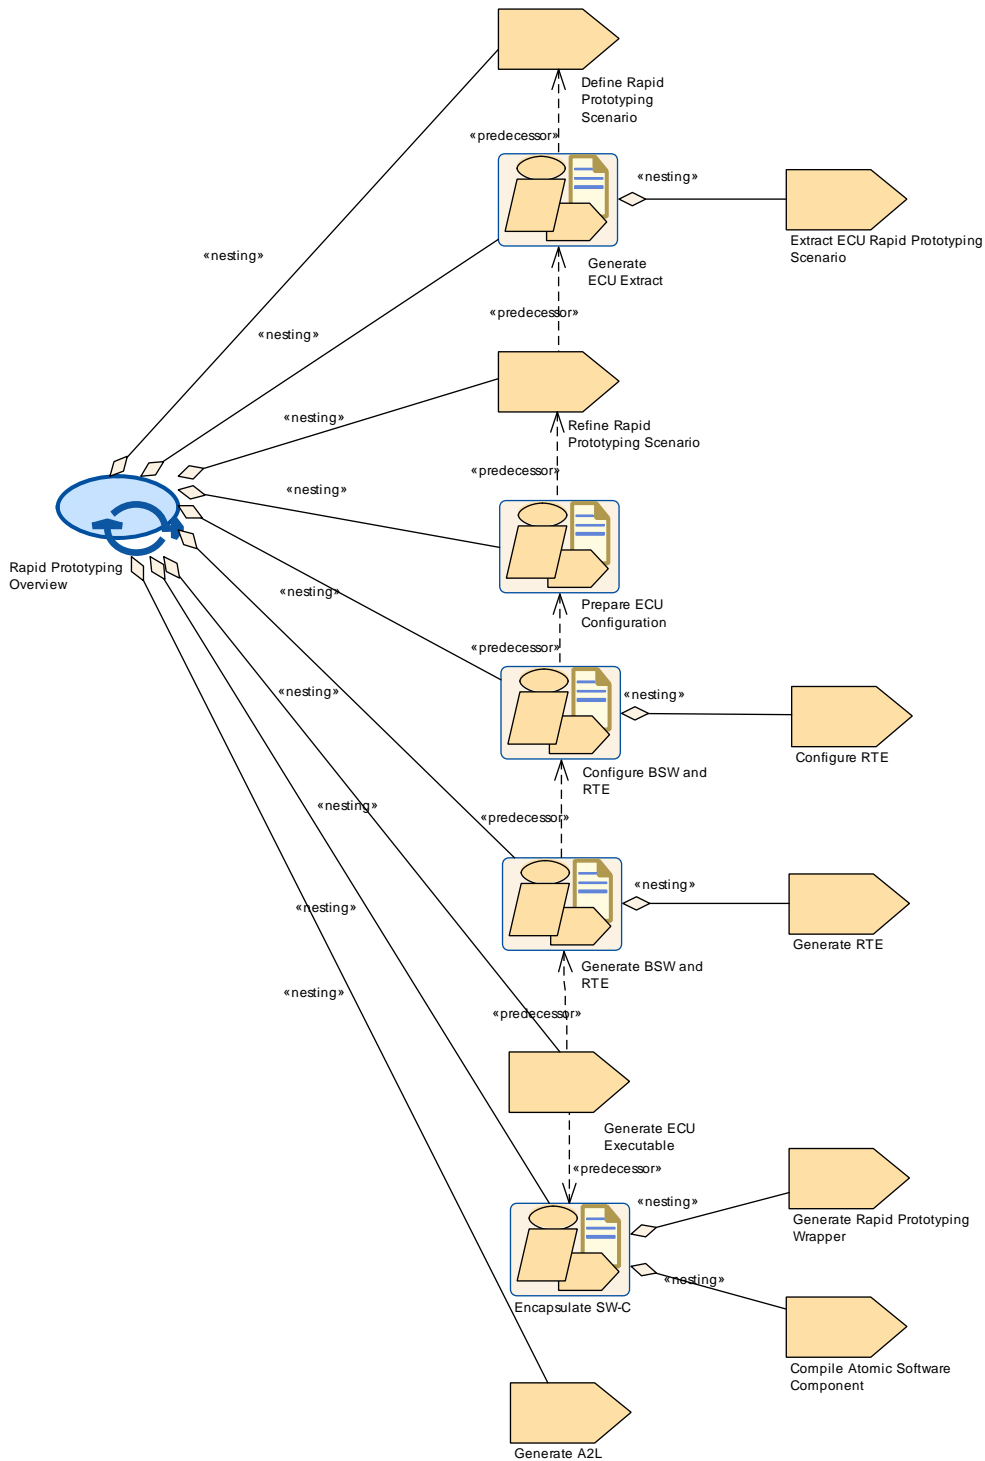 Define Rapid
Prototyping
Scenario
«predecessor»
«nesting»
Extract ECU Rapid Prototyping
Scenario
«nesting»
Generate
ECU Extract
«predecessor»
«nesting»
«nesting»
Refine Rapid
Prototyping Scenario
«predecessor»
«nesting»
Rapid Prototyping
Overview
«nesting»
Prepare ECU
Configuration
«predecessor»
«nesting»
«nesting»
Configure RTE
Configure BSW and
RTE
«nesting»
«predecessor»
«nesting»
Generate RTE
«nesting»
Generate BSW and
RTE
«nesting»
«predecessor»
Generate ECU
Executable
«predecessor»
«nesting»
Generate Rapid Prototyping
Wrapper
«nesting»
Encapsulate SW-C
Compile Atomic Software
Component
Generate A2L